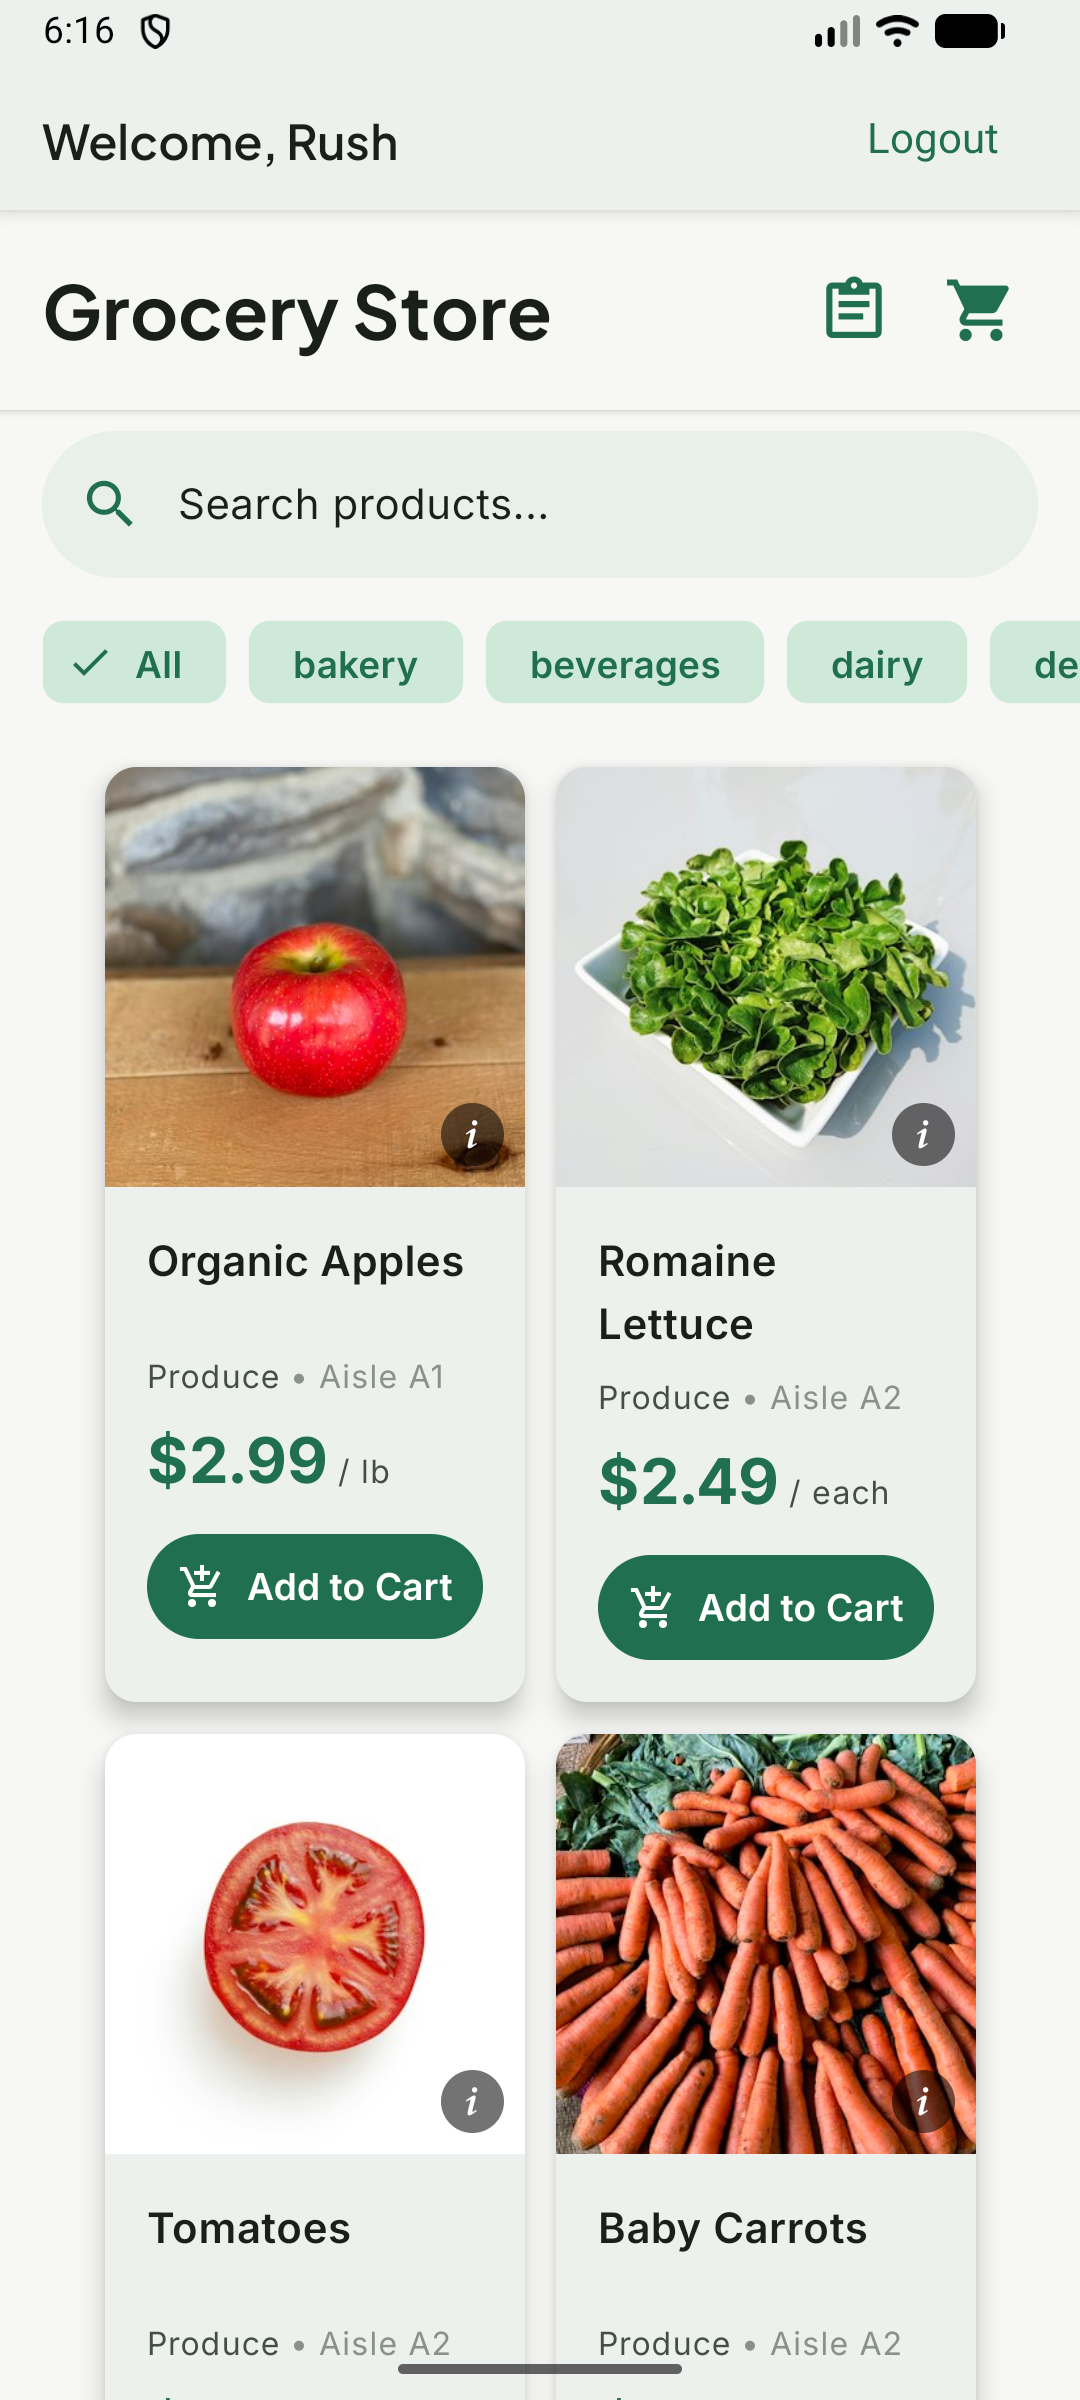 6:16
Welcome, Rush
Logout
Grocery Store
Search products...
All
bakery
beverages
dairy
de
i
i
Organic Apples
Produce • Aisle A1
$2.99 / lb
Add to Cart
Romaine
Lettuce
Produce • Aisle A2
$2.49 / each
Add to Cart
i
i
Tomatoes
Produce • Aisle A2
Baby Carrots
Produce • Aisle A2